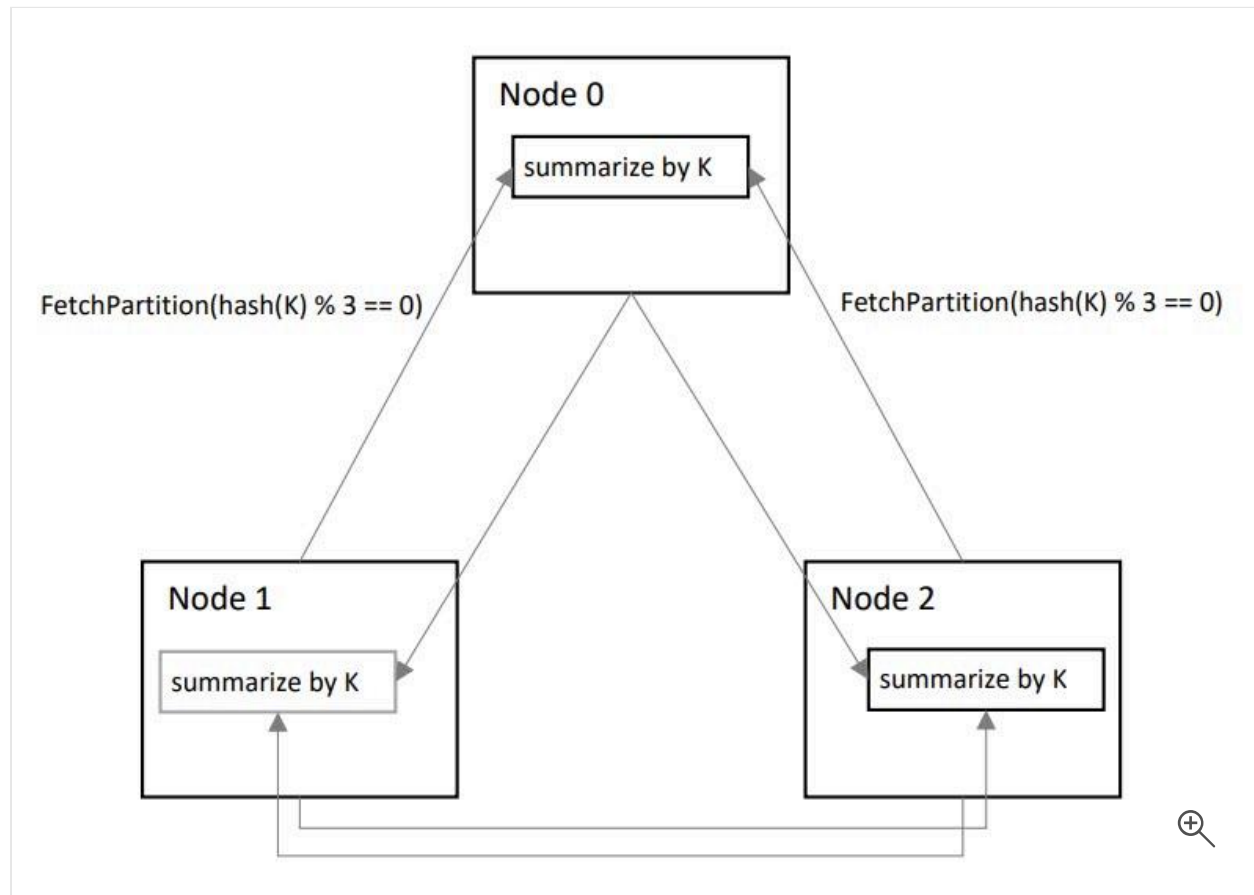 Node 0
summarize by K
FetchPartition(hash(K) % 3 == 0)
FetchPartition(hash(K) % 3 == 0)
Node 1
summarize by K
Node 2
summarize by K